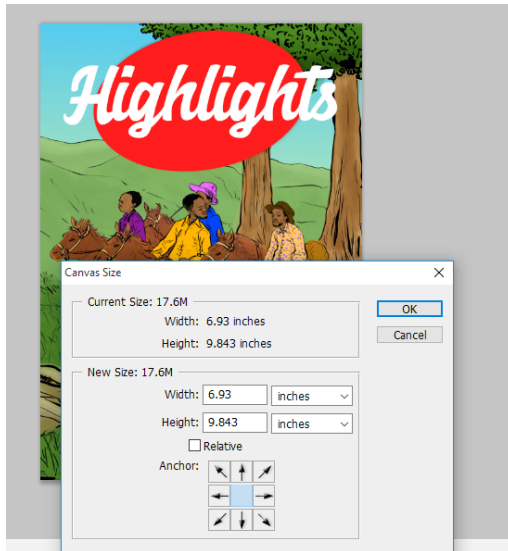 Highlights
Canvas Size
Current Size: 17.6M
Width: 6.93 inches
Height: 9.843 inches
OK
Cancel
New Size: 17.6M
Width: 6.93 inches
Height: 9.843 inches
Relative
Anchor: